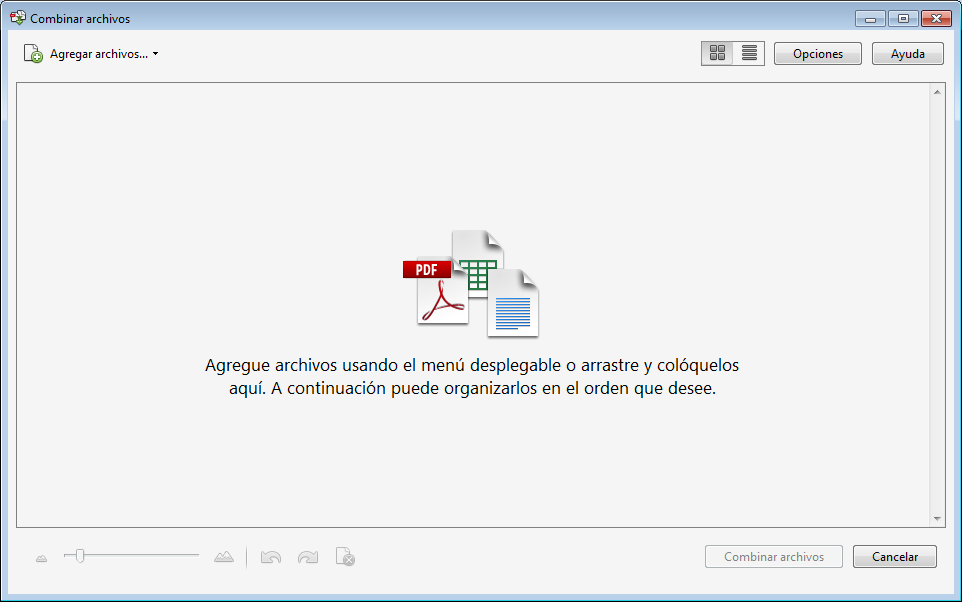 Combinar archivos
Agregar archivos...
Opciones
Ayuda
PDF
Agregue archivos usando el menú desplegable o arrastre y colóquelos
aquí. A continuación puede organizarlos en el orden que desee.
Combinar archivos
Cancelar